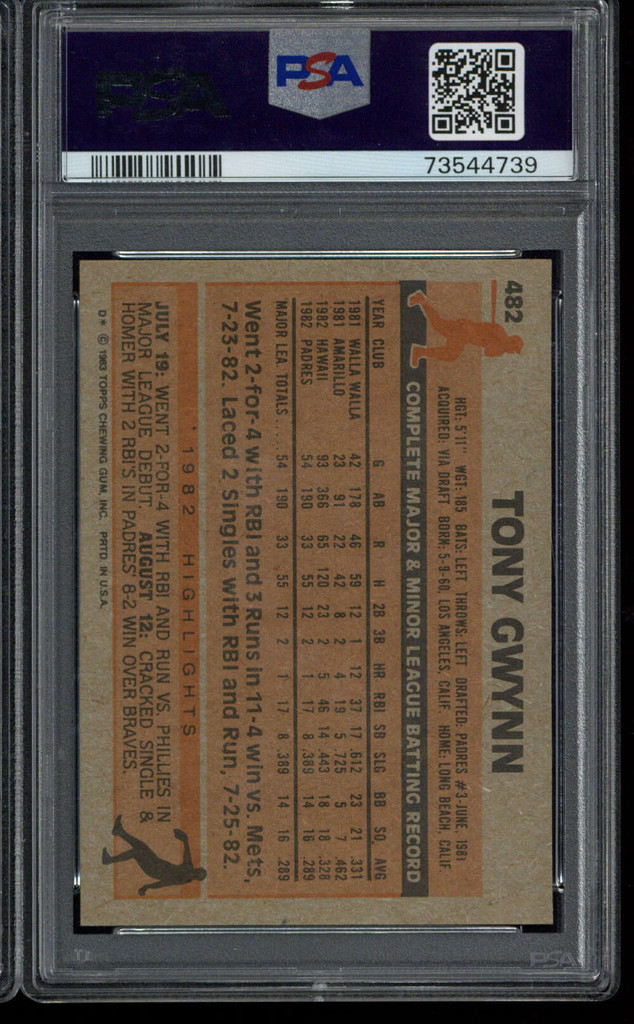 PSA
PSA
73544739
482
TONY GWYNN
HGT: 5'11" WGT: 185 BATS: LEFT THROWS: LEFT DRAFTED: PADRES #3-JUNE, 1981
ACQUIRED: VIA DRAFT BORN: 5-9-60, LOS ANGELES, CALIF. HOME: LONG BEACH, CALIF
COMPLETE MAJOR & MINOR LEAGUE BATTING RECORD
YEAR CLUB G AB R H 2B 3B HR RBI SB SLG BB SO AVG
1981 WALLA WALLA 42 178 46 59 12 1 12 37 17 .612 23 21 .331
1981 AMARILLO 23 91 22 42 8 2 4 19 5 .725 5 7 .462
1982 HAWAII 93 366 65 120 23 2 5 46 14 .443 18 18 .328
1982 PADRES 54 190 33 55 12 2 1 17 8 .389 14 16 .289
MAJOR LEA. TOTALS ..... 54 190 33 55 12 2 1 17 8 .389 14 16 .289
Went 2-for-4 with RBI and 3 Runs in 11-4 win vs. Mets,
7-23-82. Laced 2 Singles with RBI and Run, 7-25-82.
1982 HIGHLIGHTS
JULY 19: WENT 2-FOR-4 WITH RBI AND RUN VS. PHILLIES IN
MAJOR LEAGUE DEBUT. AUGUST 12: CRACKED SINGLE &
HOMER WITH 2 RBI'S IN PADRES' 8-2 WIN OVER BRAVES.
D* © 1983 TOPPS CHEWING GUM, INC. PRTD. IN U.S.A.
PSA